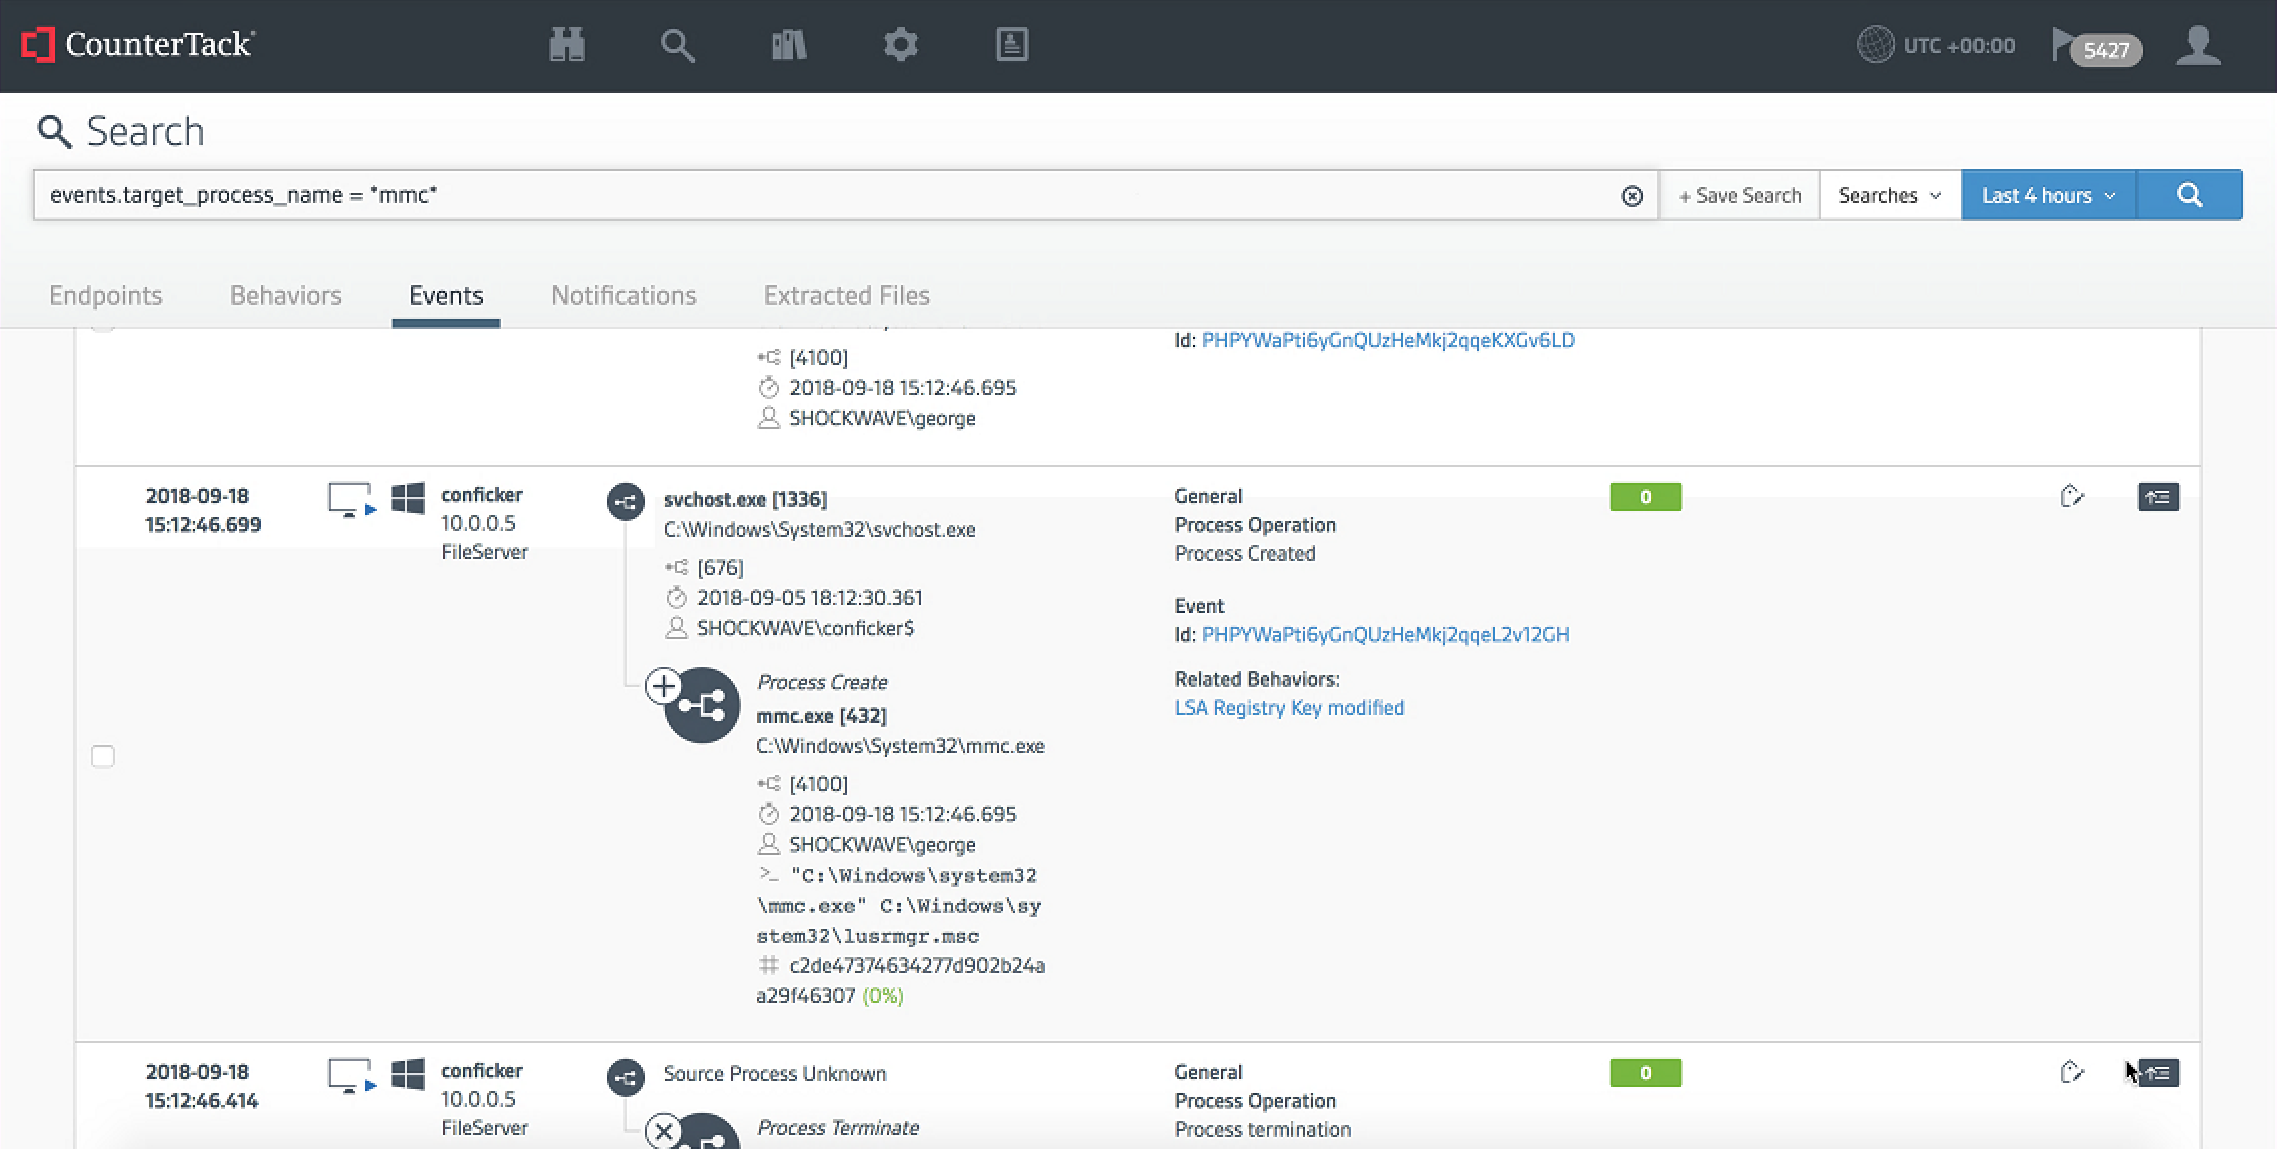 CounterTack
UTC +00:00
5427
Search
events.target_process_name = *mmc*
+ Save Search
Searches
Last 4 hours
Endpoints
Behaviors
Events
Notifications
Extracted Files
[4100]
2018-09-18 15:12:46.695
SHOCKWAVE\george
Id: PHPYWaPti6yGnQUzHeMkj2qqeKXGv6LD
2018-09-18
15:12:46.699
conficker
10.0.0.5
FileServer
svchost.exe [1336]
C:\Windows\System32\svchost.exe
[676]
2018-09-05 18:12:30.361
SHOCKWAVE\conficker$
Process Create
mmc.exe [432]
C:\Windows\System32\mmc.exe
[4100]
2018-09-18 15:12:46.695
SHOCKWAVE\george
>_ "C:\Windows\system32
\mmc.exe" C:\Windows\sy
stem32\lusrmgr.msc
# c2de47374634277d902b24a
a29f46307 (0%)
General
Process Operation
Process Created
Event
Id: PHPYWaPti6yGnQUzHeMkj2qqeL2v12GH
Related Behaviors:
LSA Registry Key modified
0
2018-09-18
15:12:46.414
conficker
10.0.0.5
FileServer
Source Process Unknown
Process Terminate
General
Process Operation
Process termination
0